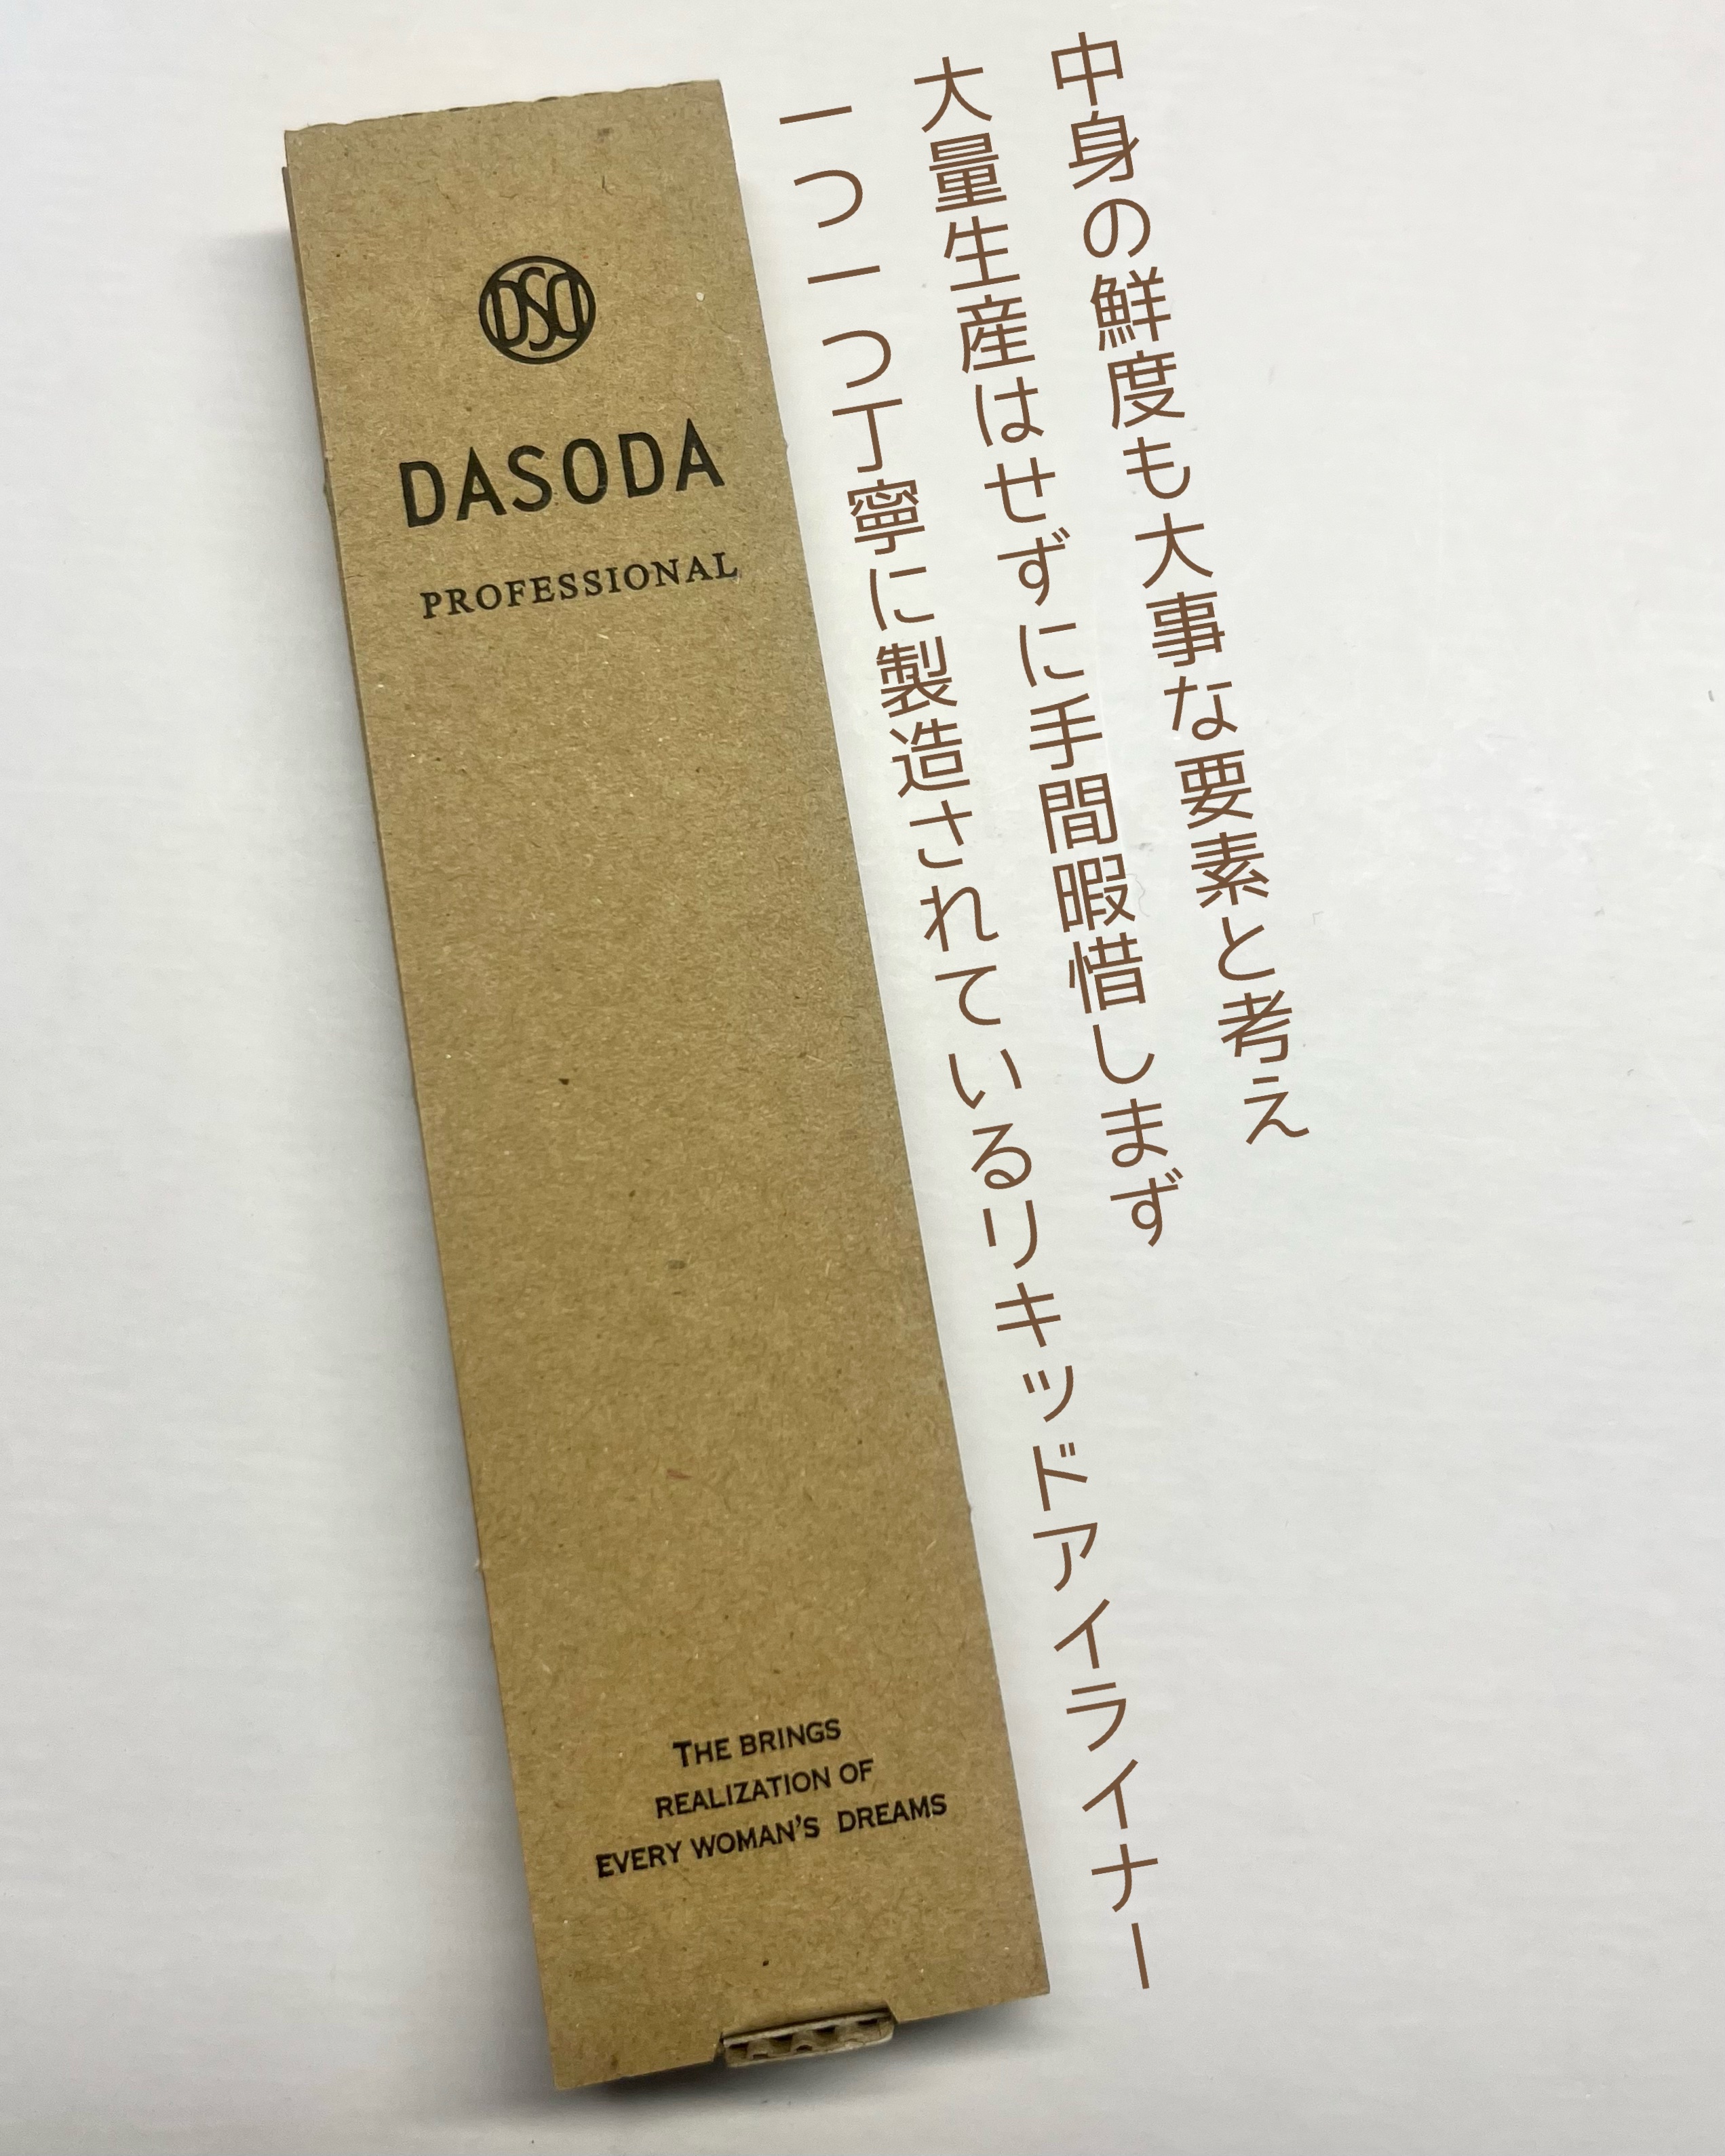 DSD
DASODA
PROFESSIONAL
THE BRINGS
REALIZATION OF
EVERY WOMAN'S DREAMS
中身の鮮度も大事な要素と考え
大量生産はせずに手間暇惜しまず
一つ一つ丁寧に製造されているリキッドアイライナー